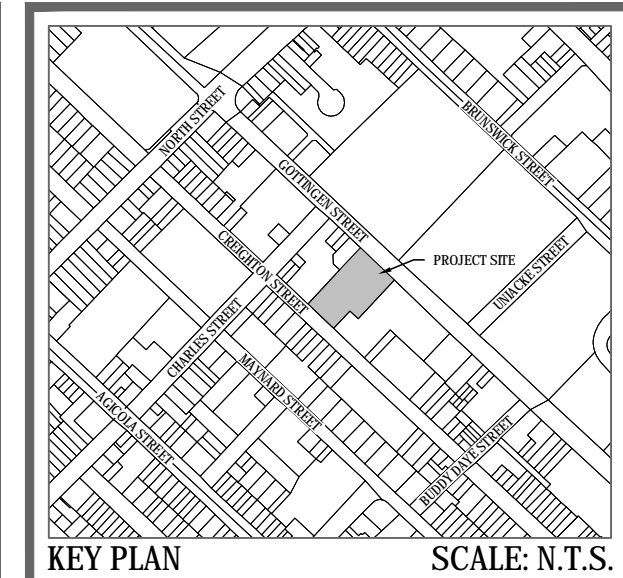 BRUNSWICK STREET
NORTH STREET
GOTTINGEN STREET
CREIGHTON STREET
PROJECT SITE
UNIACKE STREET
CHARLES STREET
MAYNARD STREET
AGICOLA STREET
BUDDY DAYE STREET
KEY PLAN SCALE: N.T.S.